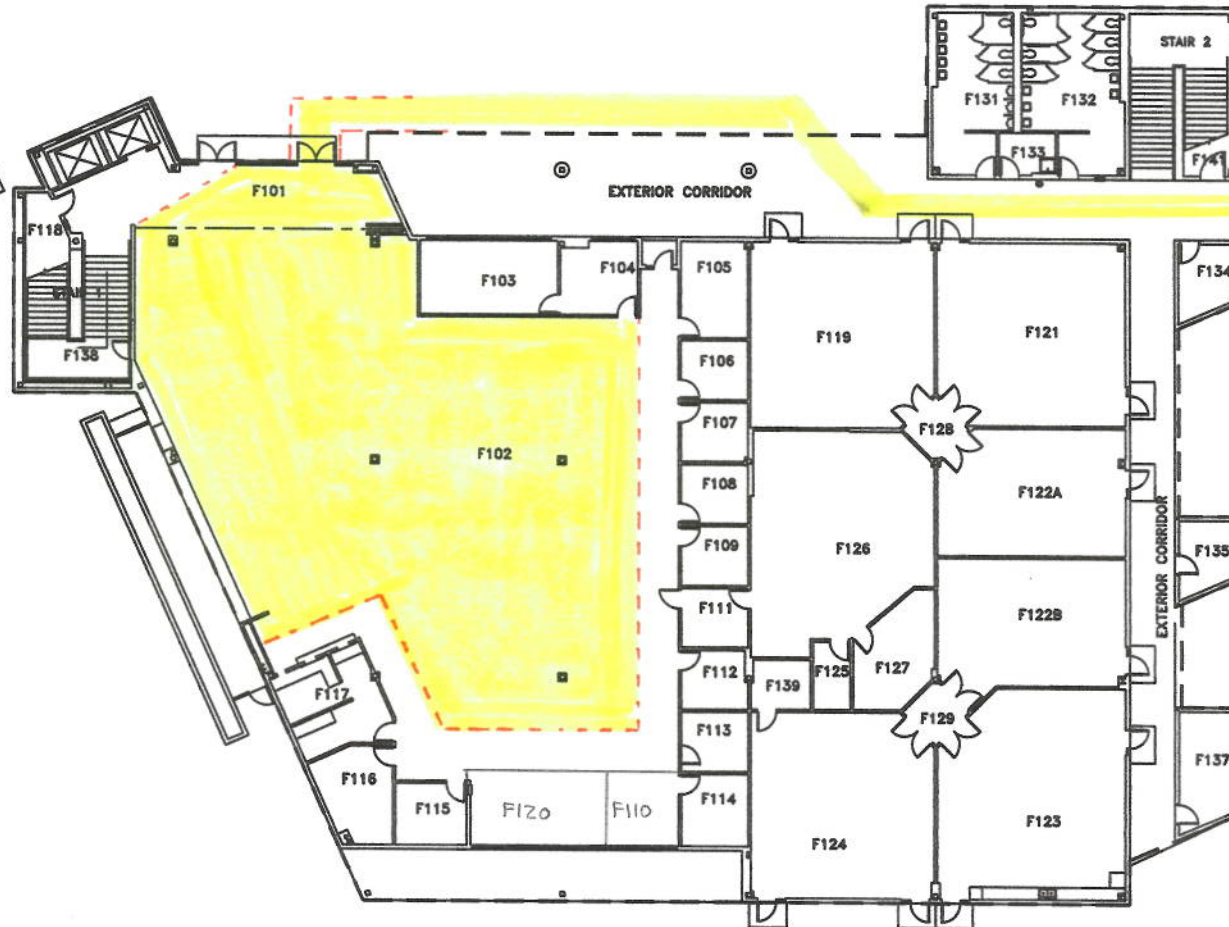 STAIR 2
F131
F132
F133
F141
F101
EXTERIOR CORRIDOR
F118
F103
F104
F105
F119
F121
F134
STAIR 1
F138
F106
F107
F128
F102
F108
F122A
F109
F126
F135
EXTERIOR CORRIDOR
F111
F122B
F112
F125
F127
F139
F117
F113
F129
F137
F116
F115
F120
F110
F114
F123
F124